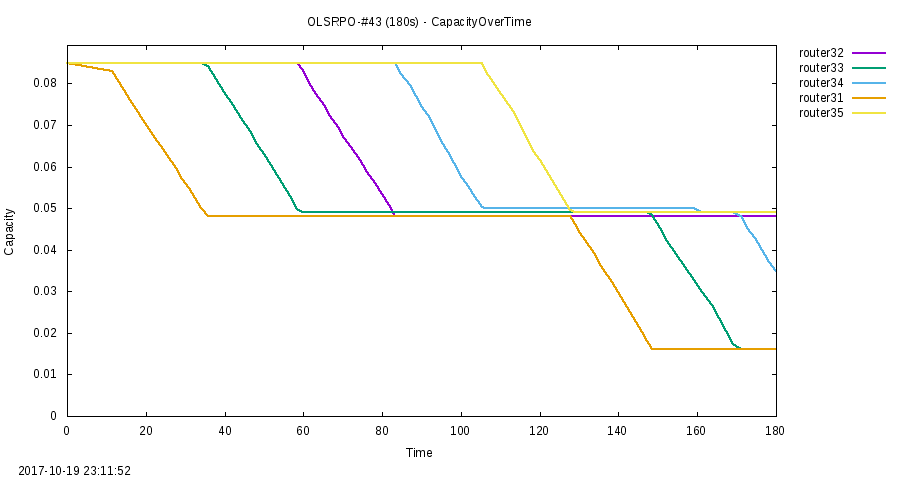 OLSRPO-#43 (180s) - CapacityOverTime
router32
router33
router34
router31
router35
0.08
0.07
0.06
0.05
0.04
0.03
0.02
0.01
0
Capacity
0 20 40 60 80 100 120 140 160 180
Time
2017-10-19 23:11:52